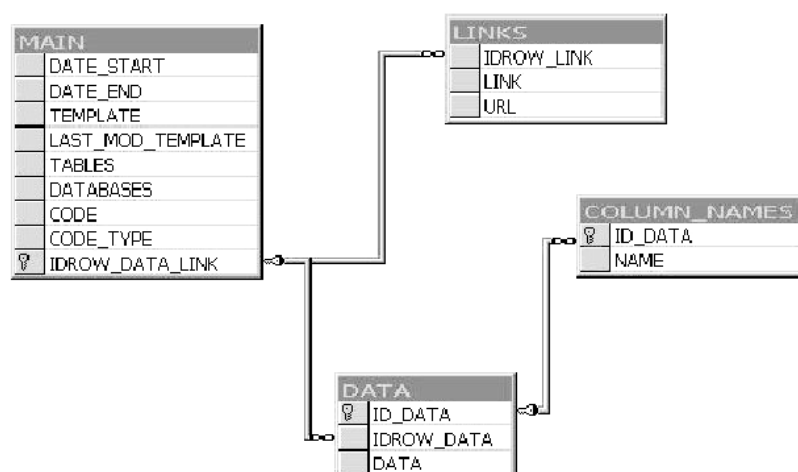 MAIN
DATE_START
DATE_END
TEMPLATE
LAST_MOD_TEMPLATE
TABLES
DATABASES
CODE
CODE_TYPE
IDROW_DATA_LINK
LINKS
IDROW_LINK
LINK
URL
COLUMN_NAMES
ID_DATA
NAME
DATA
ID_DATA
IDROW_DATA
DATA